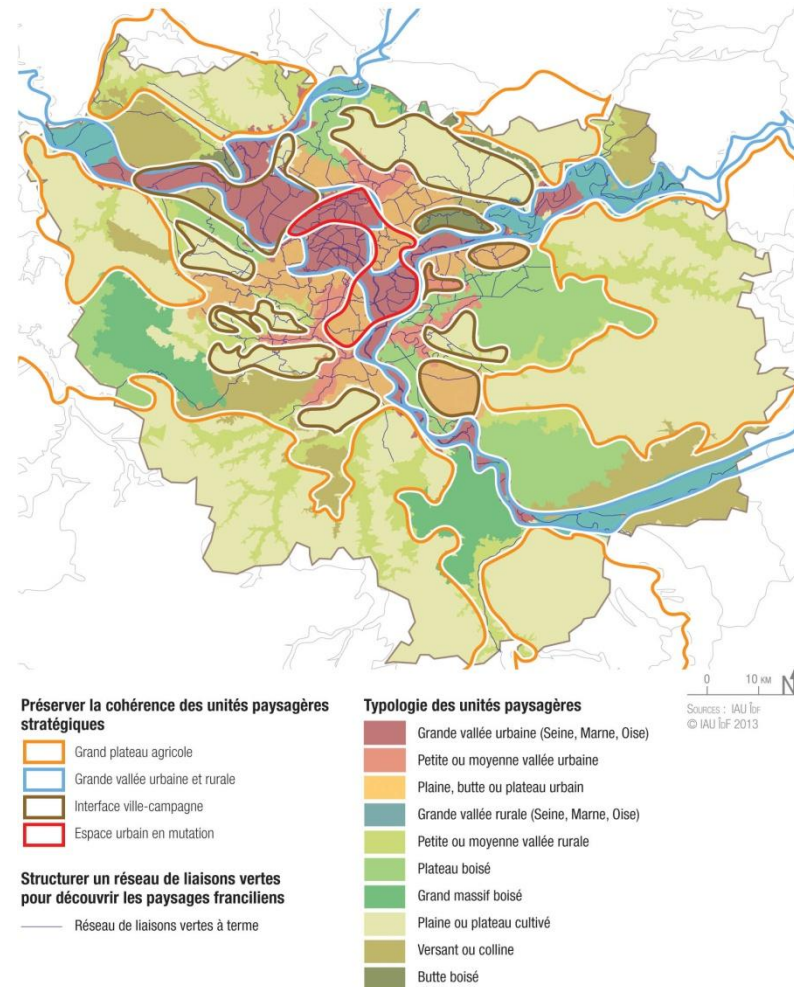 0 10 KM N
SOURCES : IAU ÎDF
© IAU ÎDF 2013
Préserver la cohérence des unités paysagères
stratégiques
Grand plateau agricole
Grande vallée urbaine et rurale
Interface ville-campagne
Espace urbain en mutation
Structurer un réseau de liaisons vertes
pour découvrir les paysages franciliens
Réseau de liaisons vertes à terme
Typologie des unités paysagères
Grande vallée urbaine (Seine, Marne, Oise)
Petite ou moyenne vallée urbaine
Plaine, butte ou plateau urbain
Grande vallée rurale (Seine, Marne, Oise)
Petite ou moyenne vallée rurale
Plateau boisé
Grand massif boisé
Plaine ou plateau cultivé
Versant ou colline
Butte boisé